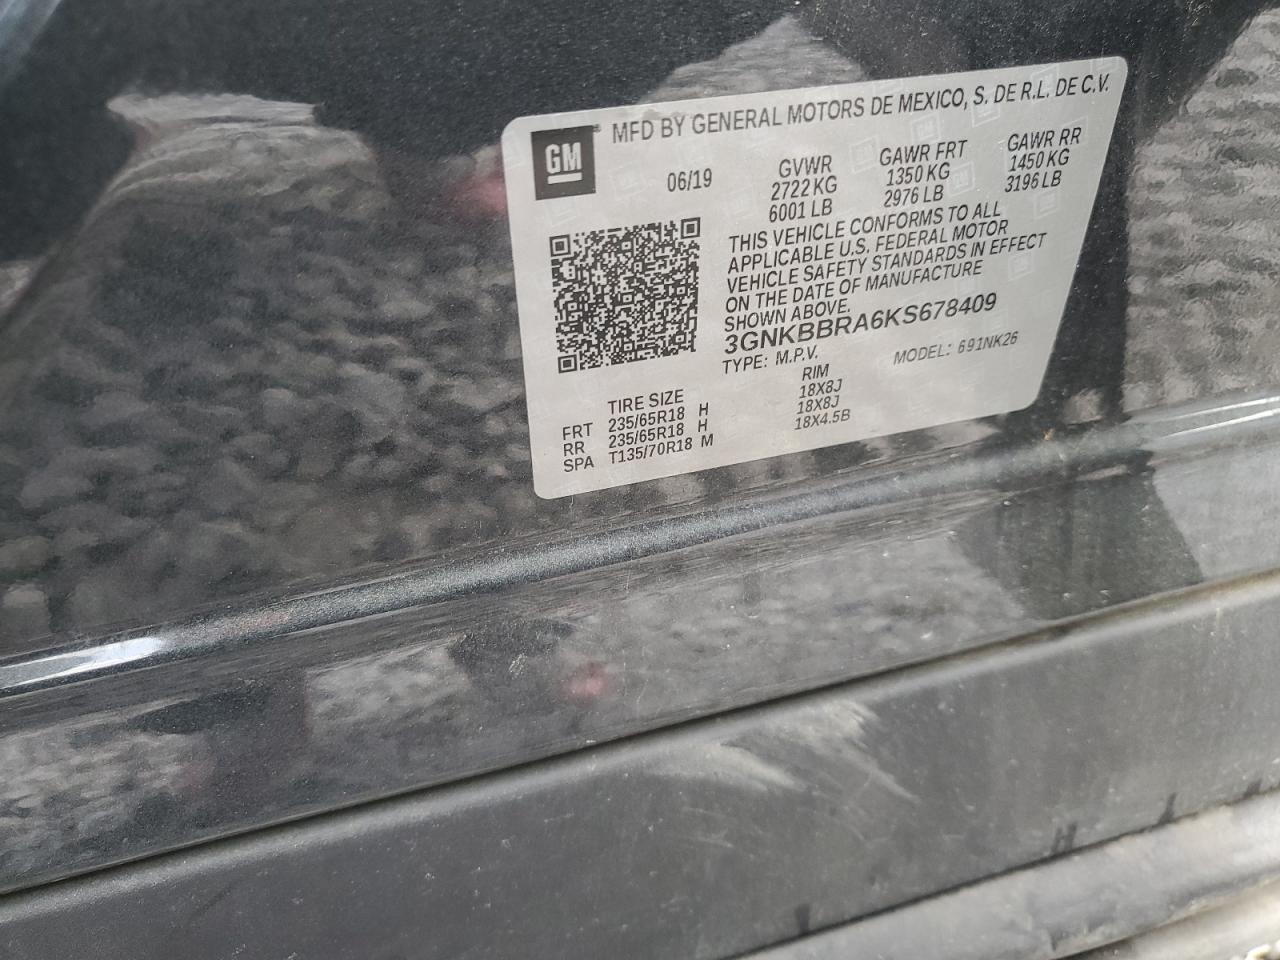 GM
MFD BY GENERAL MOTORS DE MEXICO, S. DE R.L. DE C.V.
06/19
GVWR
2722 KG
6001 LB
GAWR FRT
1350 KG
2976 LB
GAWR RR
1450 KG
3196 LB
THIS VEHICLE CONFORMS TO ALL
APPLICABLE U.S. FEDERAL MOTOR
VEHICLE SAFETY STANDARDS IN EFFECT
ON THE DATE OF MANUFACTURE
SHOWN ABOVE.
3GNKBBRA6KS678409
TYPE: M.P.V. MODEL: 691NK26
TIRE SIZE RIM
FRT 235/65R18 H 18X8J
RR 235/65R18 H 18X8J
SPA T135/70R18 M 18X4.5B